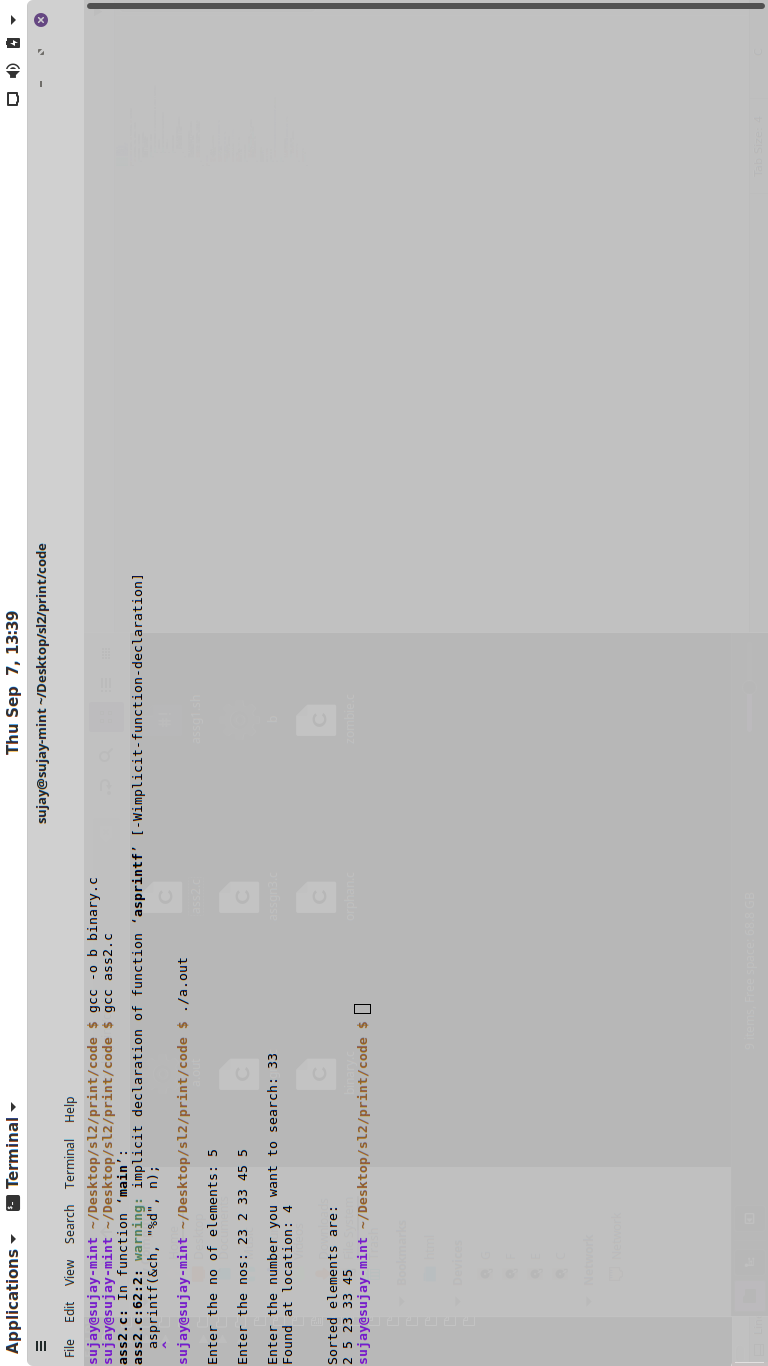 Applications Terminal Thu Sep 7, 13:39
sujay@sujay-mint ~/Desktop/sl2/print/code
File Edit View Search Terminal Help
sujay@sujay-mint ~/Desktop/sl2/print/code $ gcc -o b binary.c
sujay@sujay-mint ~/Desktop/sl2/print/code $ gcc ass2.c
ass2.c: In function ‘main’:
ass2.c:62:2: warning: implicit declaration of function ‘asprintf’ [-Wimplicit-function-declaration]
asprintf(&ch, "%d", n);
^
sujay@sujay-mint ~/Desktop/sl2/print/code $ ./a.out
Enter the no of elements: 5
Enter the nos: 23 2 33 45 5
Enter the number you want to search: 33
Found at location: 4
Sorted elements are:
2 5 23 33 45
sujay@sujay-mint ~/Desktop/sl2/print/code $